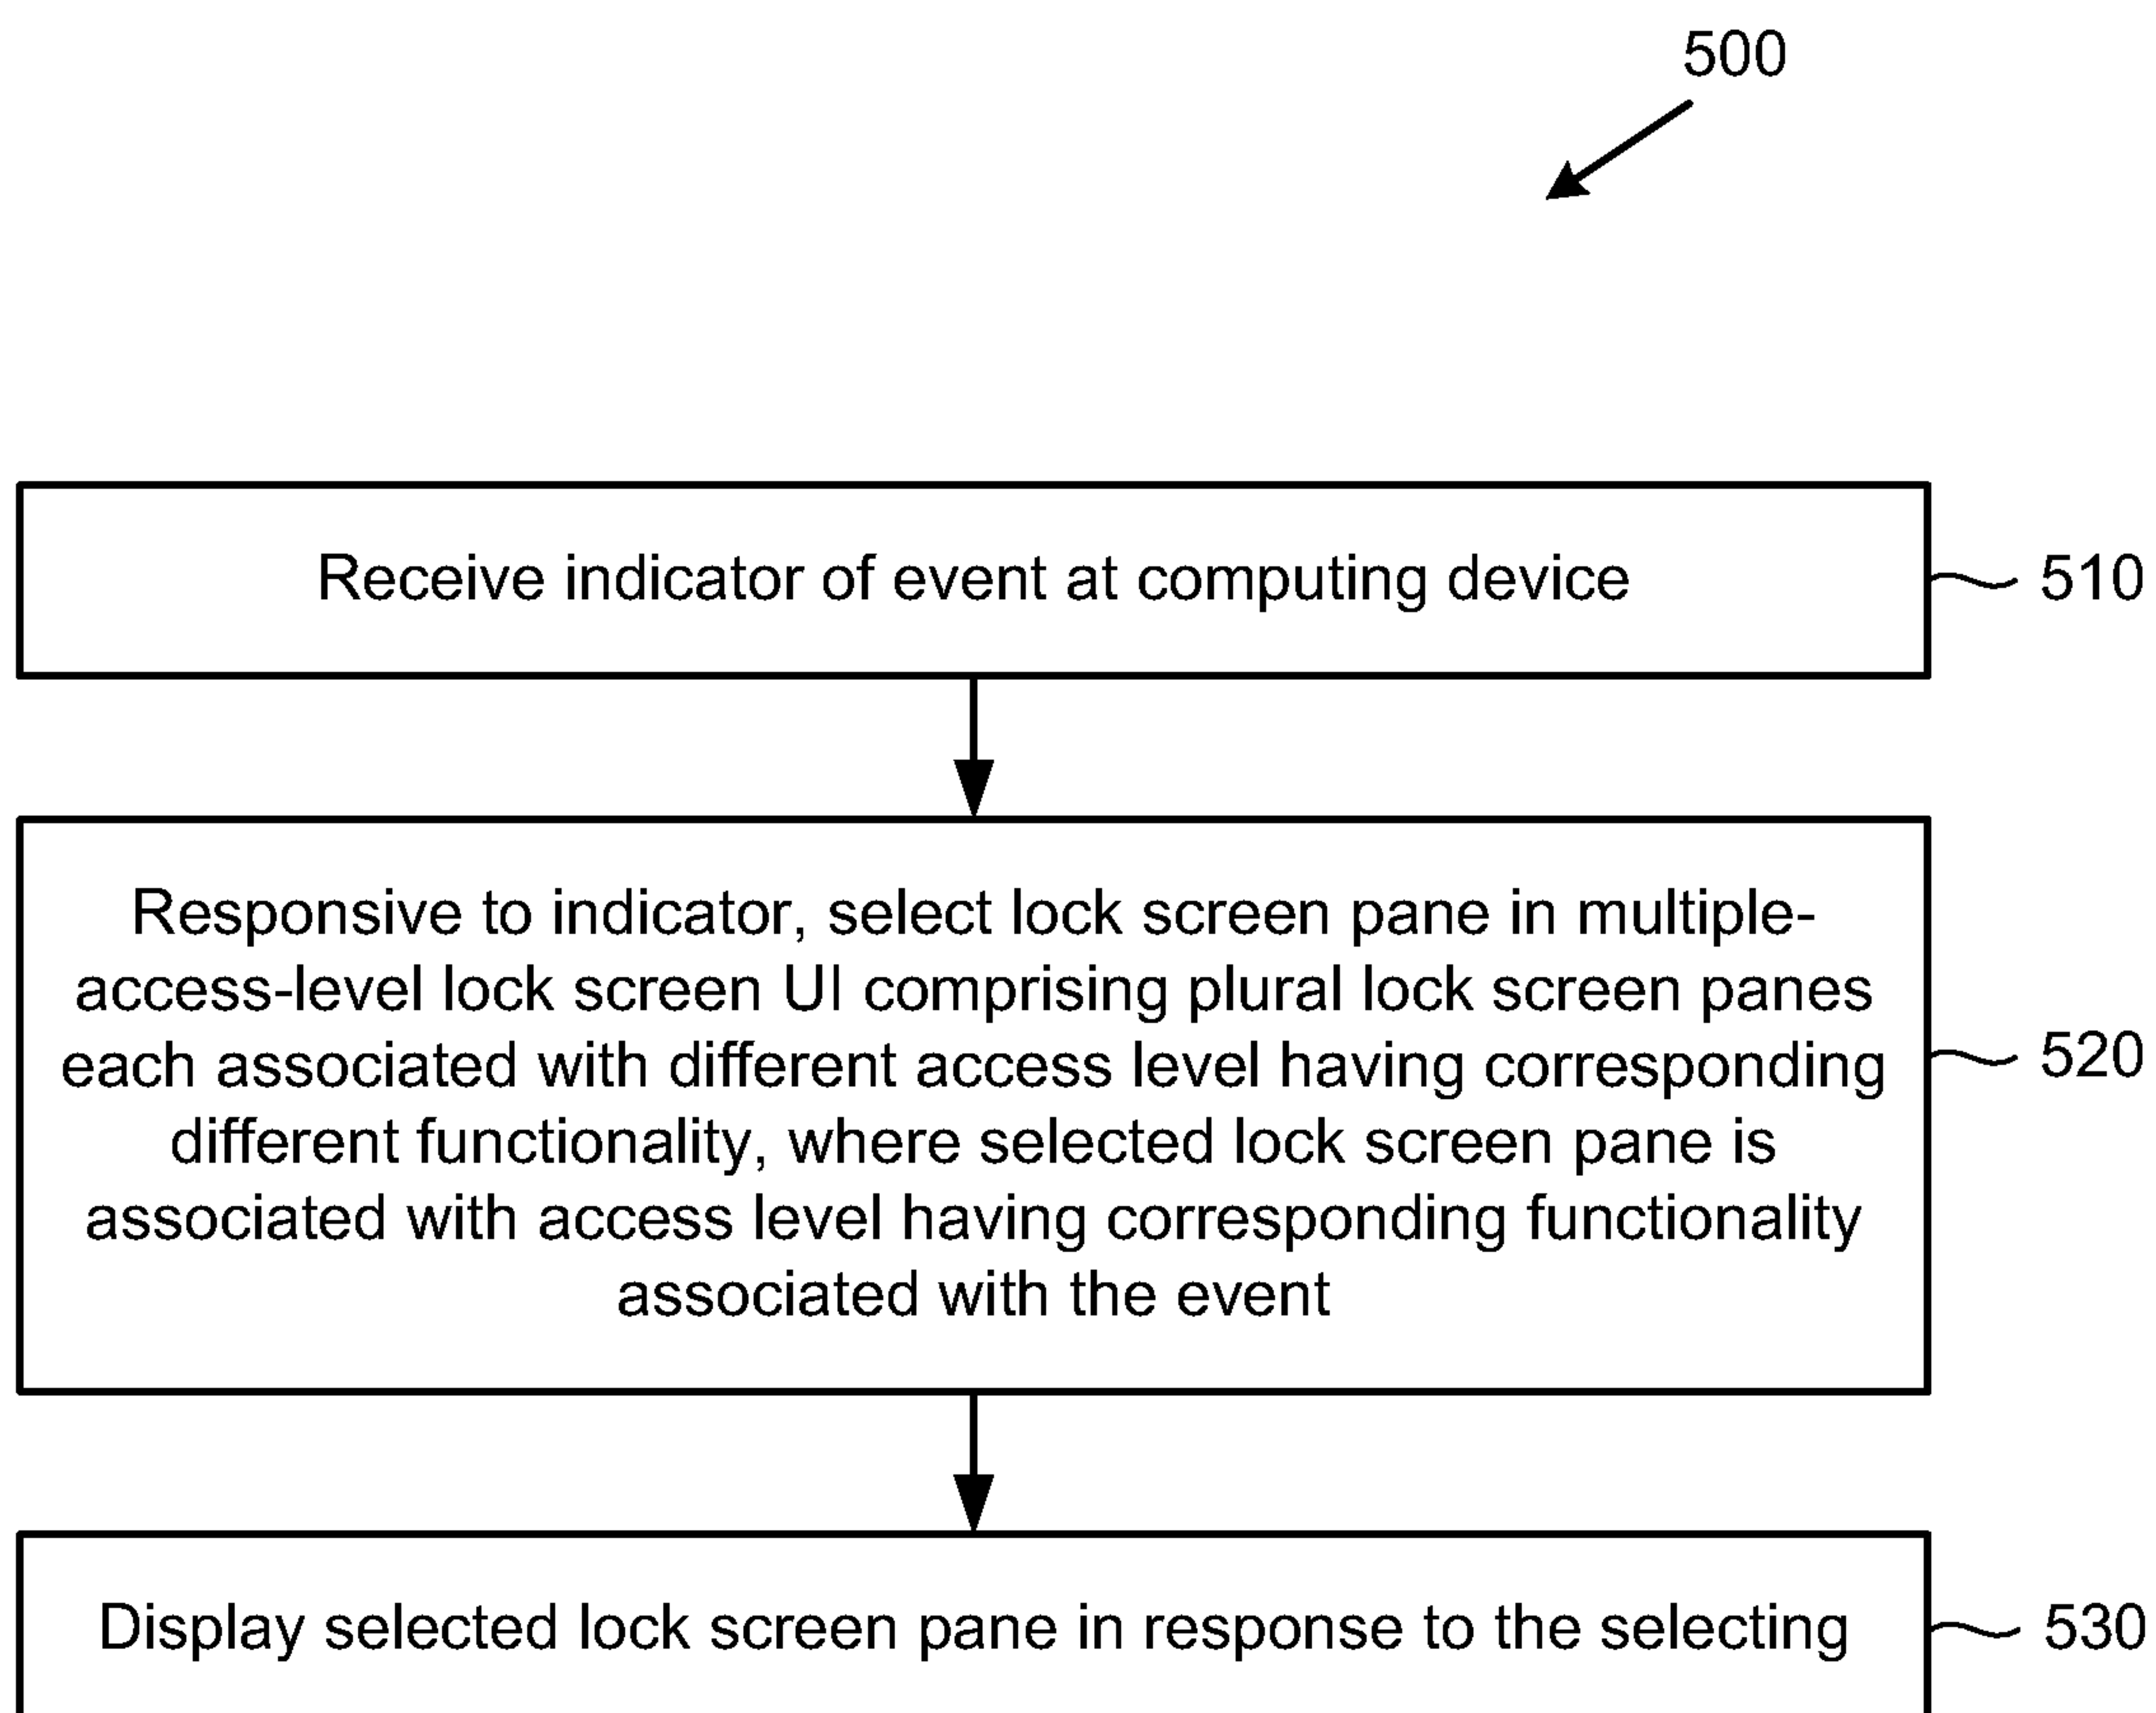 500
Receive indicator of event at computing device
510
Responsive to indicator, select lock screen pane in multiple-
access-level lock screen UI comprising plural lock screen panes
each associated with different access level having corresponding
different functionality, where selected lock screen pane is
associated with access level having corresponding functionality
associated with the event
520
Display selected lock screen pane in response to the selecting
530